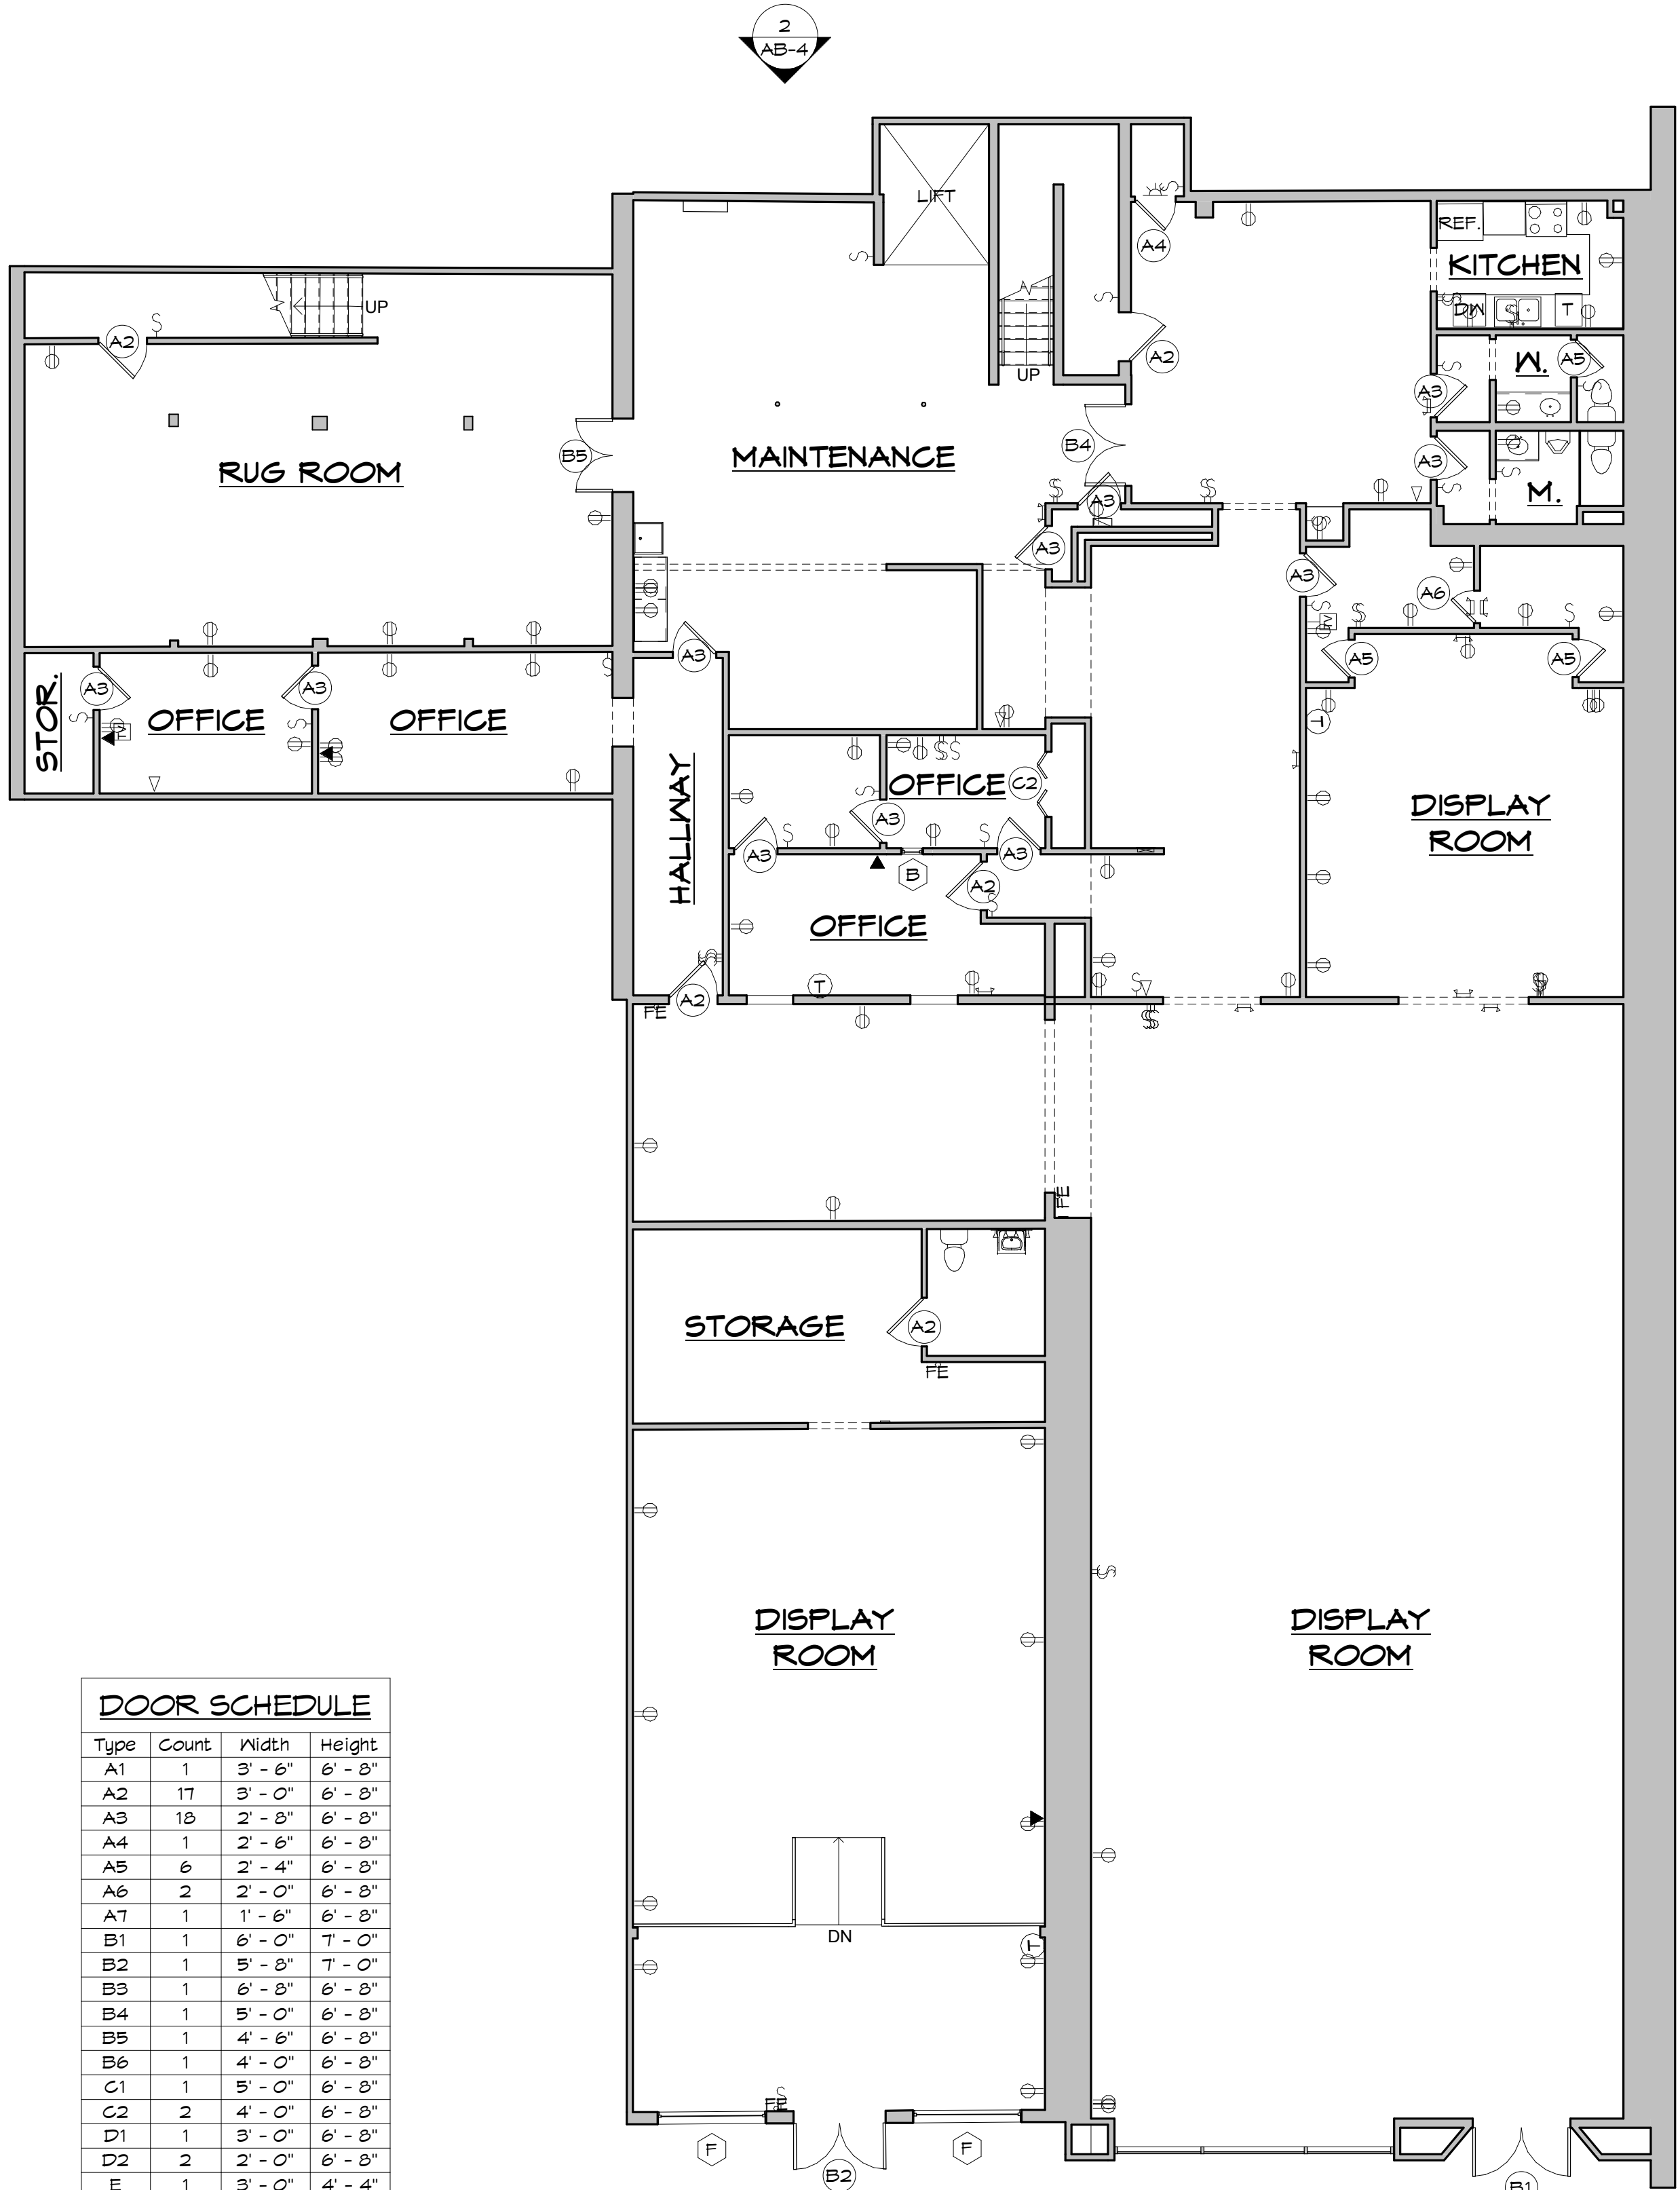 2
AB-4
LIFT
A4
REF.
KITCHEN
DW
T
UP
A2
UP
A2
W.
A5
A3
B5
MAINTENANCE
B4
RUG ROOM
A3
M.
A3
A3
A3
A6
A3
TV
A5
A5
STOR.
A3
OFFICE
A3
OFFICE
TV
T
HALLWAY
OFFICE
C2
DISPLAY
ROOM
A3
A3
A3
B
A2
OFFICE
T
A2
FE
FE
STORAGE
A2
FE
DISPLAY
ROOM
DISPLAY
ROOM
DOOR SCHEDULE
Type Count Width Height
A1 1 3' - 6" 6' - 8"
A2 17 3' - 0" 6' - 8"
A3 18 2' - 8" 6' - 8"
A4 1 2' - 6" 6' - 8"
A5 6 2' - 4" 6' - 8"
A6 2 2' - 0" 6' - 8"
A7 1 1' - 6" 6' - 8"
B1 1 6' - 0" 7' - 0"
B2 1 5' - 8" 7' - 0"
B3 1 6' - 8" 6' - 8"
B4 1 5' - 0" 6' - 8"
B5 1 4' - 6" 6' - 8"
B6 1 4' - 0" 6' - 8"
C1 1 5' - 0" 6' - 8"
C2 2 4' - 0" 6' - 8"
D1 1 3' - 0" 6' - 8"
D2 2 2' - 0" 6' - 8"
E 1 3' - 0" 4' - 4"
DN
T
FE
F
F
B2
B1